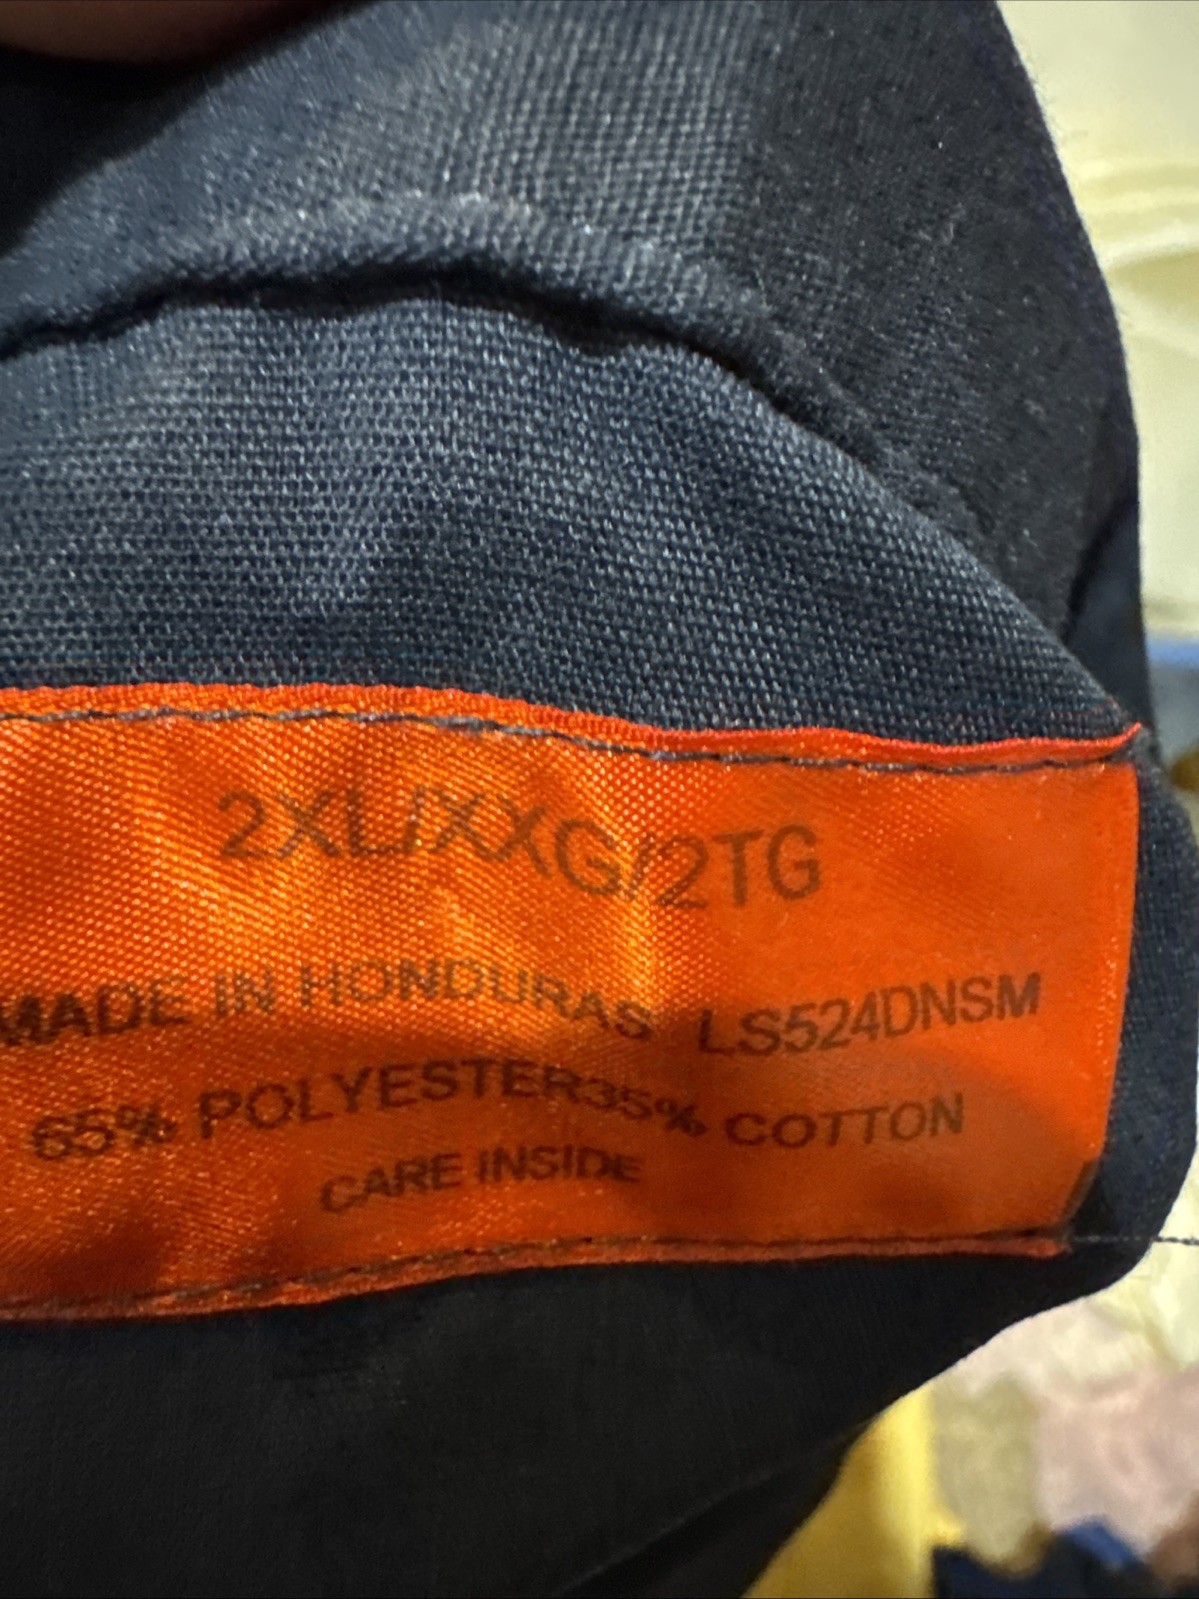 2XL/XXG/2TG
MADE IN HONDURAS LS524DNSM
65% POLYESTER35% COTTON
CARE INSIDE